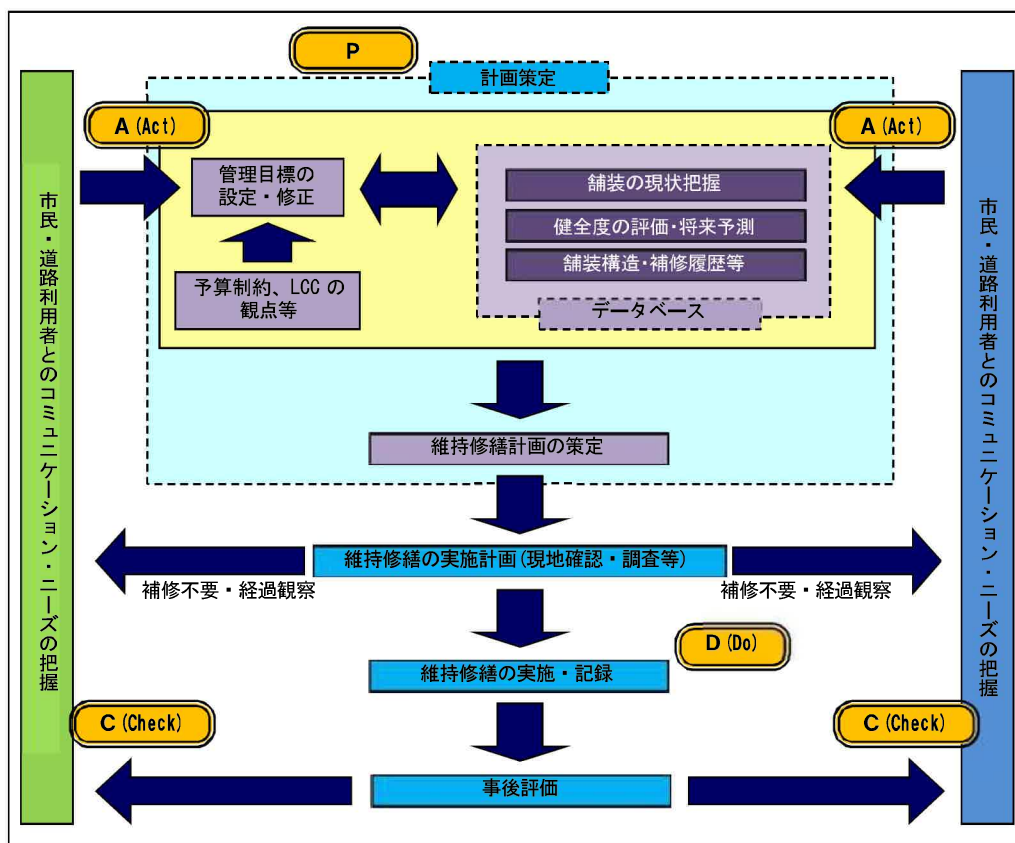 P
計画策定
A (Act)
A (Act)
管理目標の
設定・修正
舗装の現状把握
健全度の評価・将来予測
舗装構造・補修履歴等
データベース
予算制約、LCC の
観点等
市民・道路利用者とのコミュニケーション・ニーズの把握
市民・道路利用者とのコミュニケーション・ニーズの把握
維持修繕計画の策定
維持修繕の実施計画(現地確認・調査等)
補修不要・経過観察
補修不要・経過観察
D (Do)
維持修繕の実施・記録
C (Check)
C (Check)
事後評価